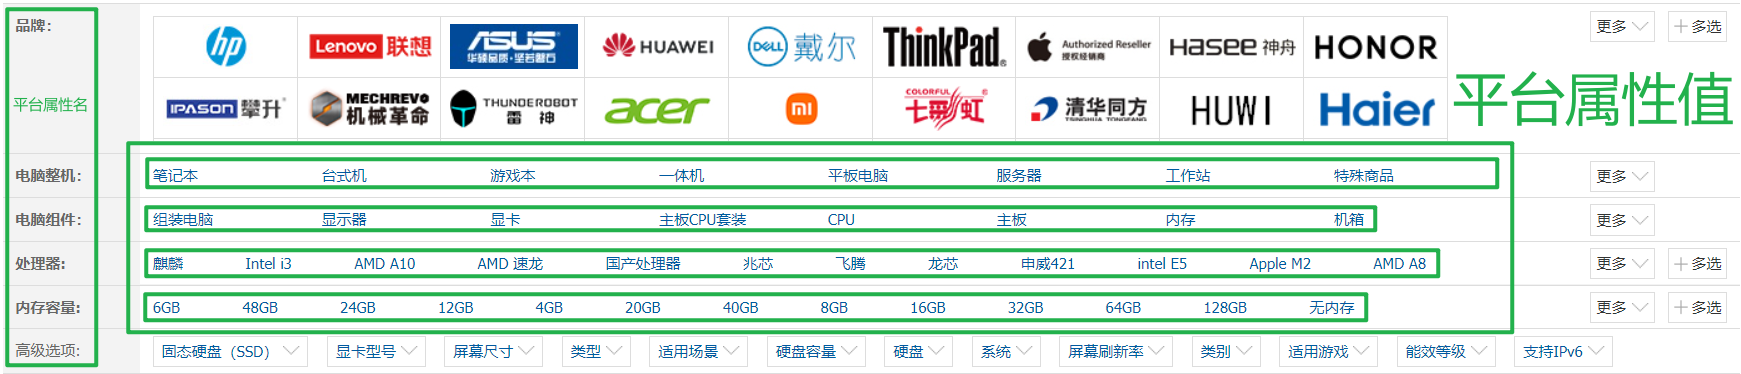 品牌:
hp Lenovo 联想 ASUS 华硕品质·坚若磐石 HUAWEI DELL 戴尔 ThinkPad Authorized Reseller 授权经销商 Hasee 神舟 HONOR 更多 多选
平台属性名 平台属性值
IPASON 攀升 MECHREVO 机械革命 THUNDEROBOT 雷神 acer mi COLORFUL 七彩虹 清华同方 TSINGHUA TONGFANG HUWI Haier
电脑整机: 笔记本 台式机 游戏本 一体机 平板电脑 服务器 工作站 特殊商品 更多
电脑组件: 组装电脑 显示器 显卡 主板CPU套装 CPU 主板 内存 机箱 更多
处理器: 麒麟 Intel i3 AMD A10 AMD 速龙 国产处理器 兆芯 飞腾 龙芯 申威421 intel E5 Apple M2 AMD A8 更多 多选
内存容量: 6GB 48GB 24GB 12GB 4GB 20GB 40GB 8GB 16GB 32GB 64GB 128GB 无内存 更多 多选
高级选项: 固态硬盘（SSD） 显卡型号 屏幕尺寸 类型 适用场景 硬盘容量 硬盘 系统 屏幕刷新率 类别 适用游戏 能效等级 支持IPv6